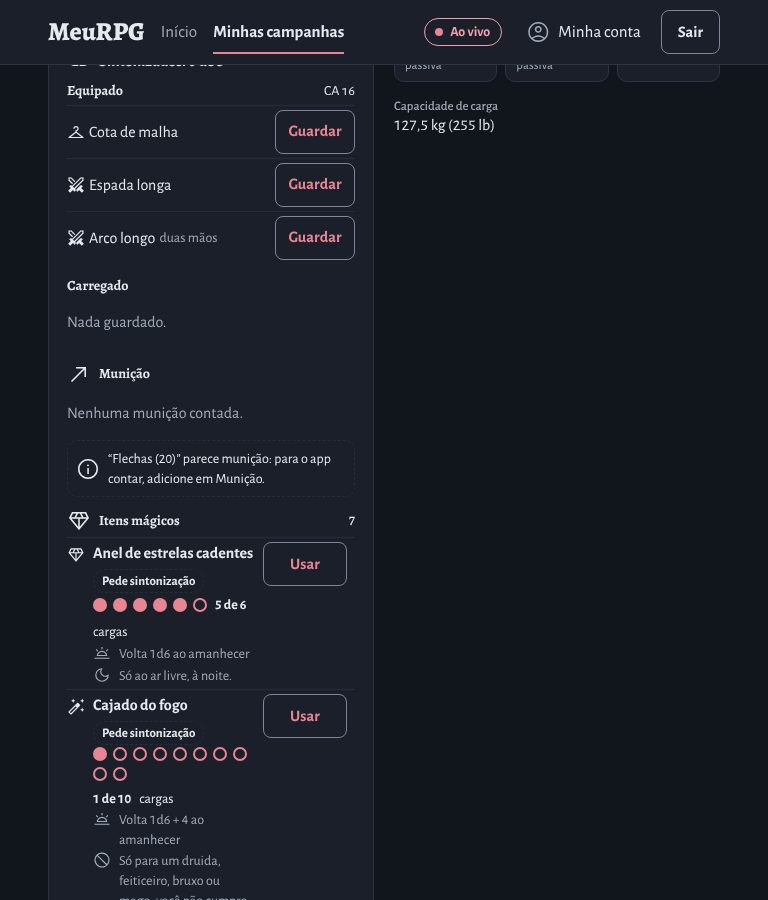 MeuRPG Início Minhas campanhas Ao vivo Minha conta Sair
passiva passiva
Equipado CA 16
Capacidade de carga
127,5 kg (255 lb)
Cota de malha Guardar
Espada longa Guardar
Arco longo duas mãos Guardar
Carregado
Nada guardado.
Munição
Nenhuma munição contada.
“Flechas (20)” parece munição: para o app
contar, adicione em Munição.
Itens mágicos 7
Anel de estrelas cadentes Usar
Pede sintonização
5 de 6
cargas
Volta 1d6 ao amanhecer
Só ao ar livre, à noite.
Cajado do fogo Usar
Pede sintonização
1 de 10 cargas
Volta 1d6 + 4 ao
amanhecer
Só para um druida,
feiticeiro, bruxo ou